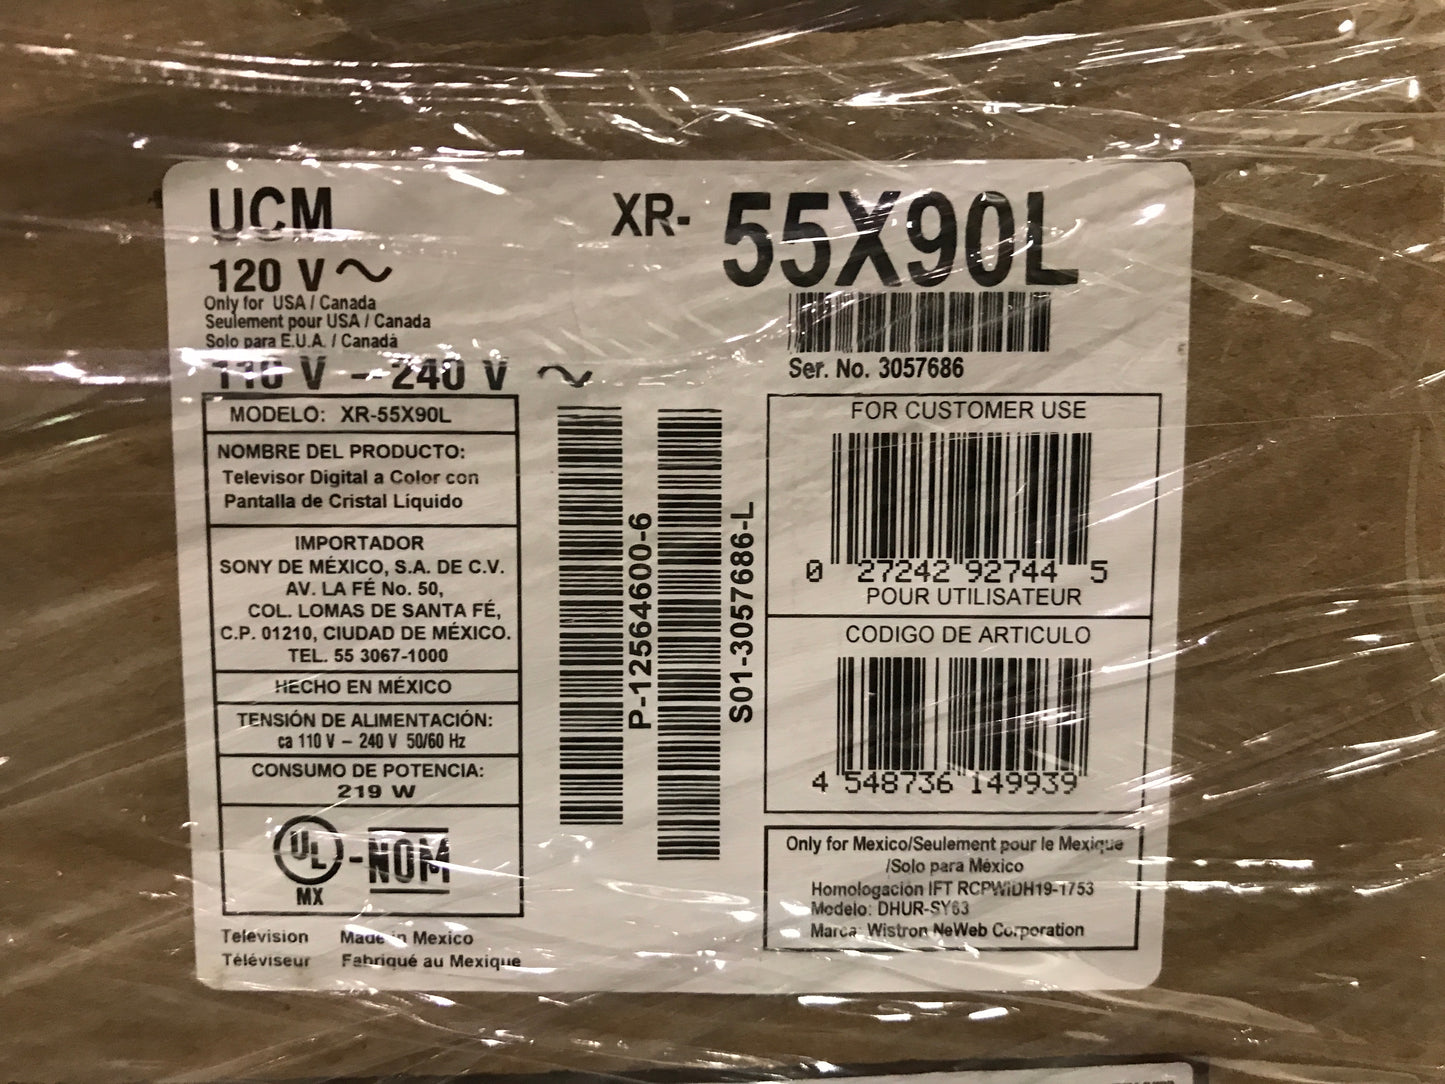 UCM
120 V ~
Only for USA / Canada
Seulement pour USA / Canada
Solo para E.U.A. / Canadá
110 V – 240 V ~
XR- 55X90L
Ser. No. 3057686
MODELO: XR-55X90L
NOMBRE DEL PRODUCTO:
Televisor Digital a Color con
Pantalla de Cristal Líquido
IMPORTADOR
SONY DE MÉXICO, S.A. DE C.V.
AV. LA FÉ No. 50,
COL. LOMAS DE SANTA FÉ,
C.P. 01210, CIUDAD DE MÉXICO.
TEL. 55 3067-1000
HECHO EN MÉXICO
TENSIÓN DE ALIMENTACIÓN:
ca 110 V – 240 V 50/60 Hz
CONSUMO DE POTENCIA:
219 W
UL -NOM
MX
Television Made in Mexico
Téléviseur Fabriqué au Mexique
P-12564600-6
S01-3057686-L
FOR CUSTOMER USE
0 27242 92744 5
POUR UTILISATEUR
CODIGO DE ARTICULO
4 548736 149939
Only for Mexico/Seulement pour le Mexique
/Solo para México
Homologación IFT RCPWIDH19-1753
Modelo: DHUR-SY63
Marca: Wistron NeWeb Corporation